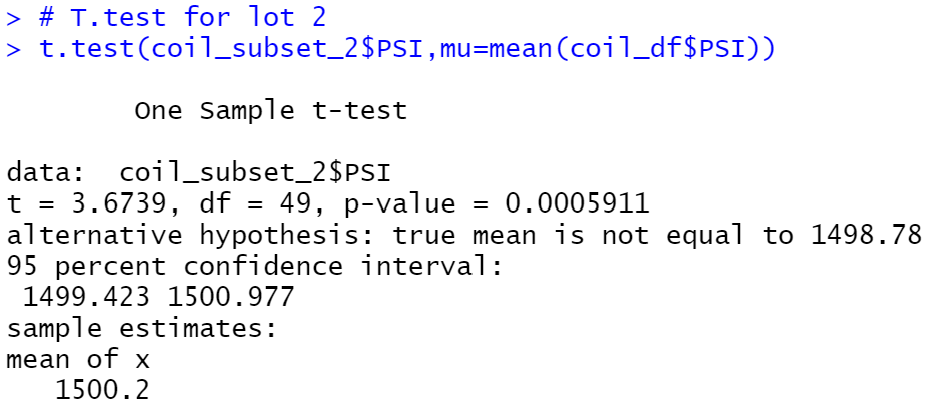 > # T.test for lot 2
> t.test(coil_subset_2$PSI,mu=mean(coil_df$PSI))
One Sample t-test
data:  coil_subset_2$PSI
t = 3.6739, df = 49, p-value = 0.0005911
alternative hypothesis: true mean is not equal to 1498.78
95 percent confidence interval:
1499.423 1500.977
sample estimates:
mean of x
1500.2